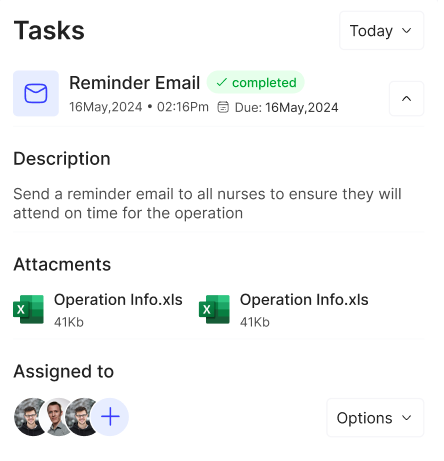 Tasks
Today
Reminder Email
completed
16May,2024 • 02:16Pm
Due: 16May,2024
Description
Send a reminder email to all nurses to ensure they will
attend on time for the operation
Attacments
X
Operation Info.xls
41Kb
X
Operation Info.xls
41Kb
Assigned to
Options